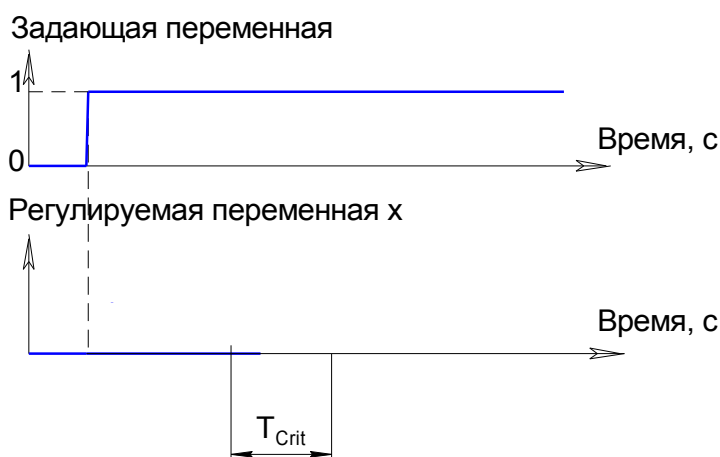 Задающая переменная
1
Время, с
0
Регулируемая переменная x
Время, с
TCrit